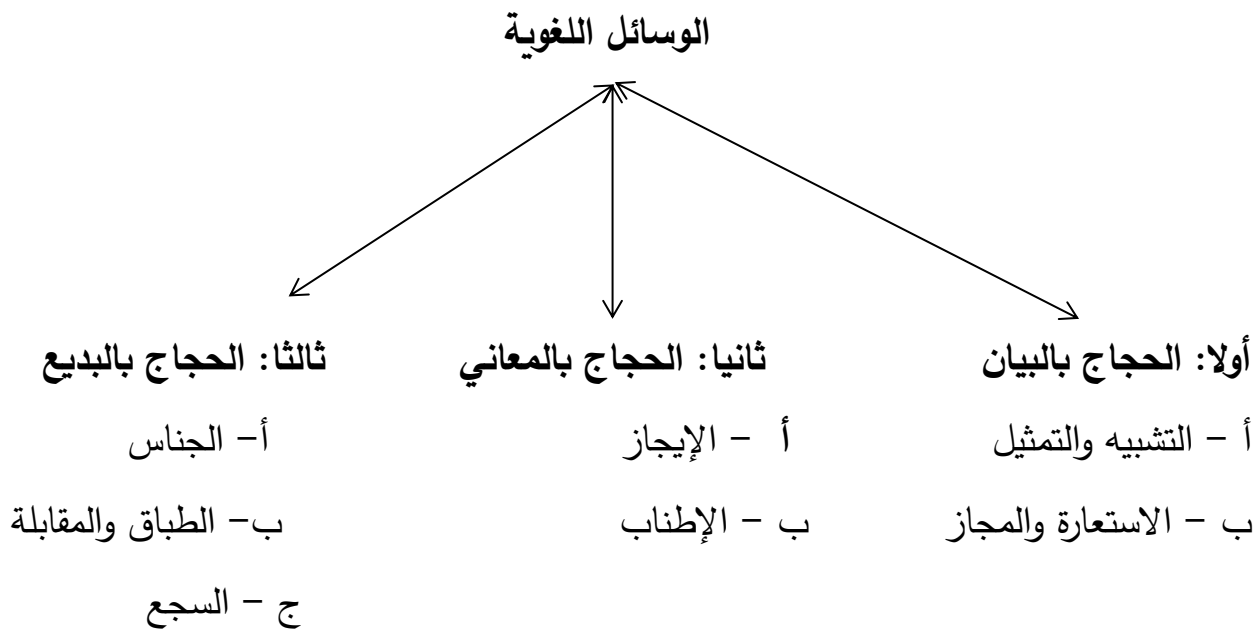 الوسائل اللغوية
أولا: الحجاج بالبيان
أ – التشبيه والتمثيل
ب – الاستعارة والمجاز
ثانيا: الحجاج بالمعاني
أ – الإيجاز
ب – الإطناب
ثالثا: الحجاج بالبديع
أ– الجناس
ب– الطباق والمقابلة
ج – السجع